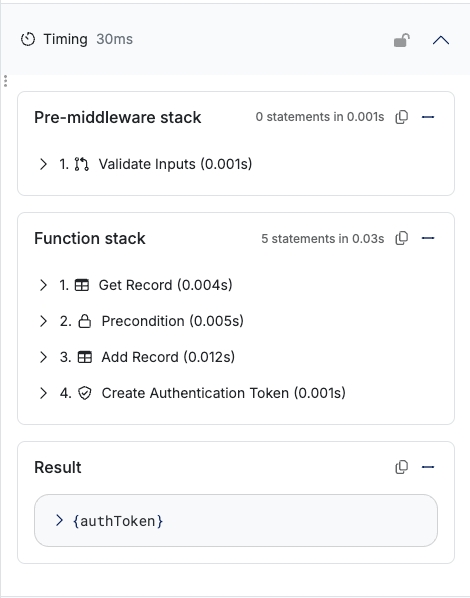 Timing 30ms
Pre-middleware stack 0 statements in 0.001s
1. Validate Inputs (0.001s)
Function stack 5 statements in 0.03s
1. Get Record (0.004s)
2. Precondition (0.005s)
3. Add Record (0.012s)
4. Create Authentication Token (0.001s)
Result
{authToken}